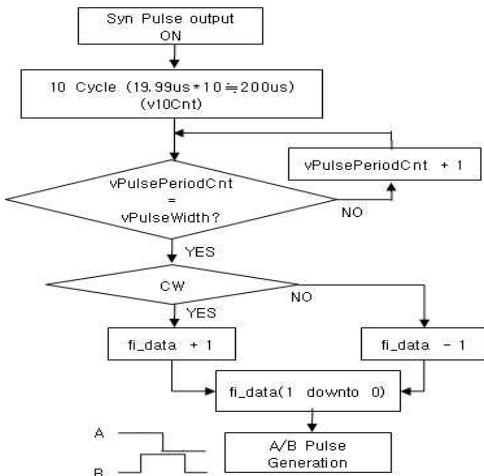 Syn Pulse output
ON
10 Cycle (19.99us*10≒200us)
(v10Cnt)
vPulsePeriodCnt + 1
vPulsePeriodCnt
=
vPulseWidth?
NO
YES
CW
NO
YES
fi_data + 1
fi_data - 1
fi_data(1 downto 0)
A
B
A/B Pulse
Generation